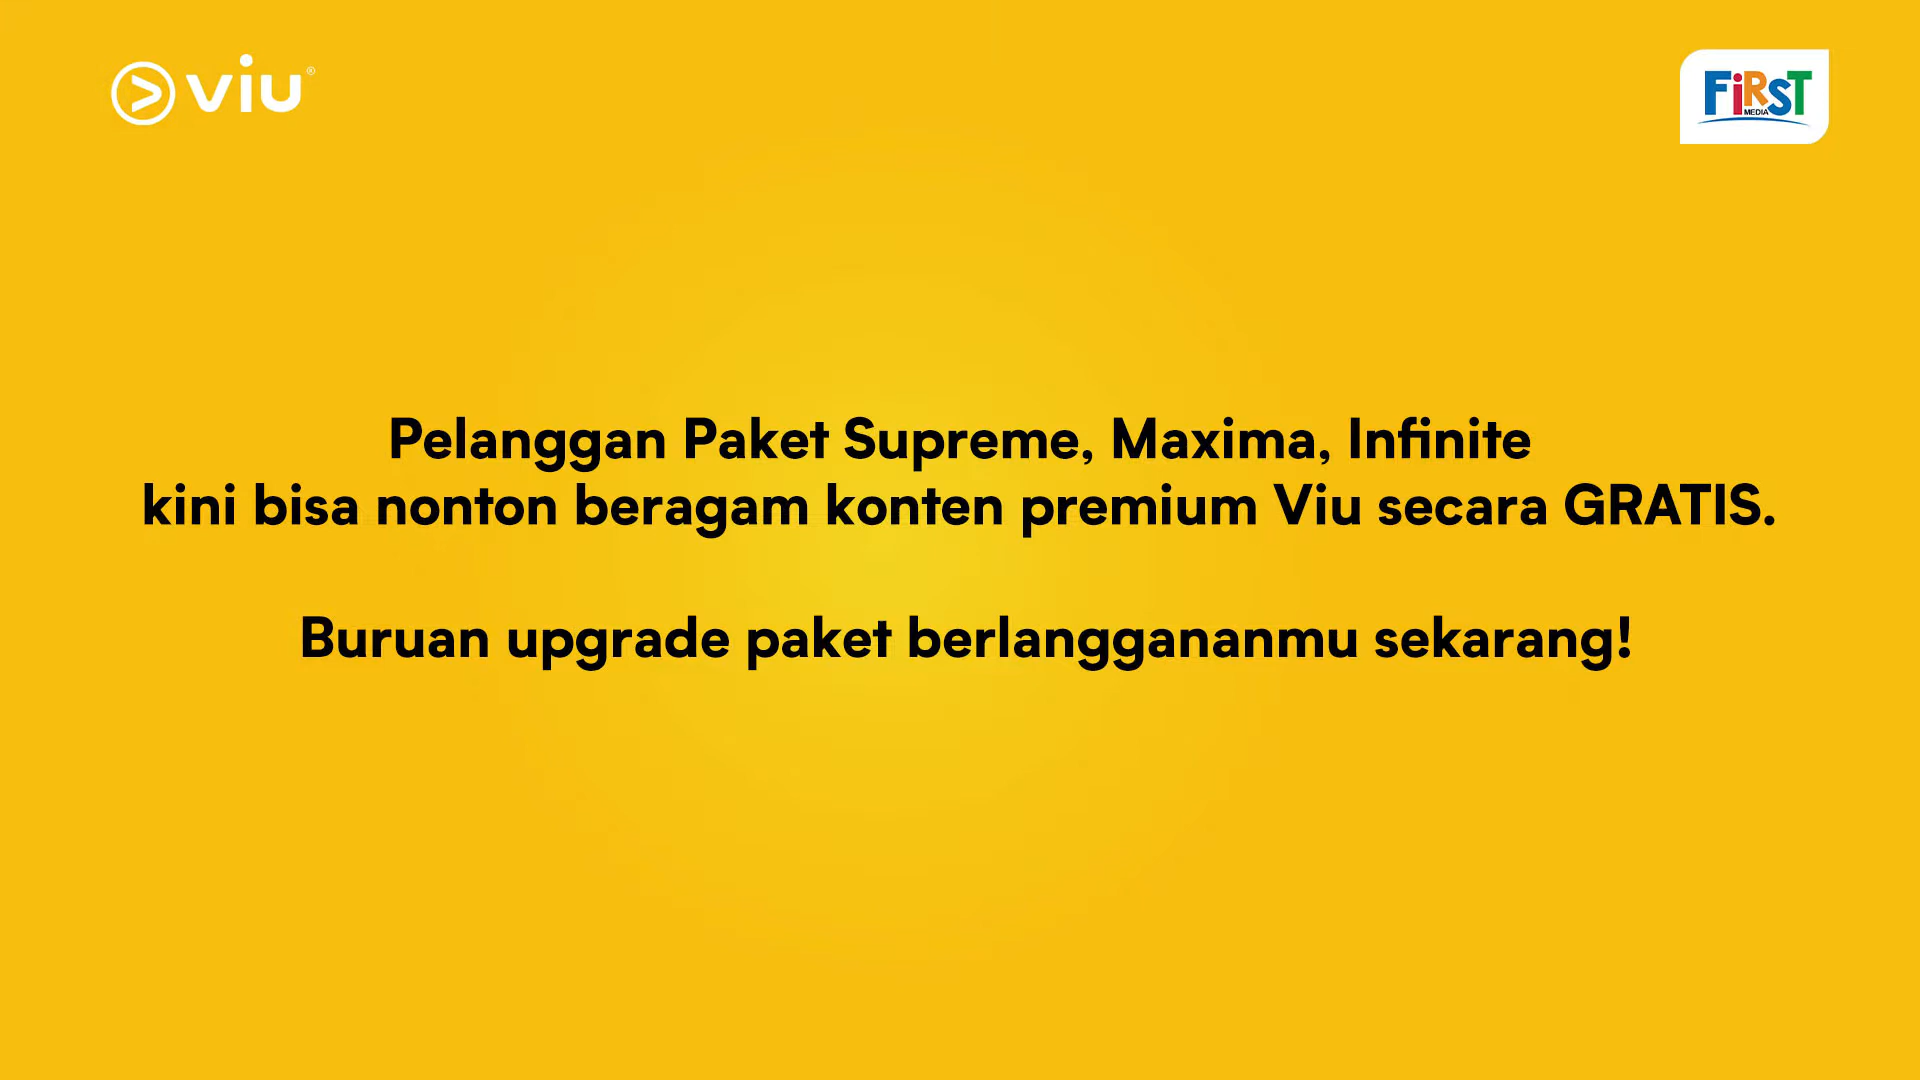 viu
FiRST
MEDIA
Pelanggan Paket Supreme, Maxima, Infinite
kini bisa nonton beragam konten premium Viu secara GRATIS.
Buruan upgrade paket berlanggananmu sekarang!